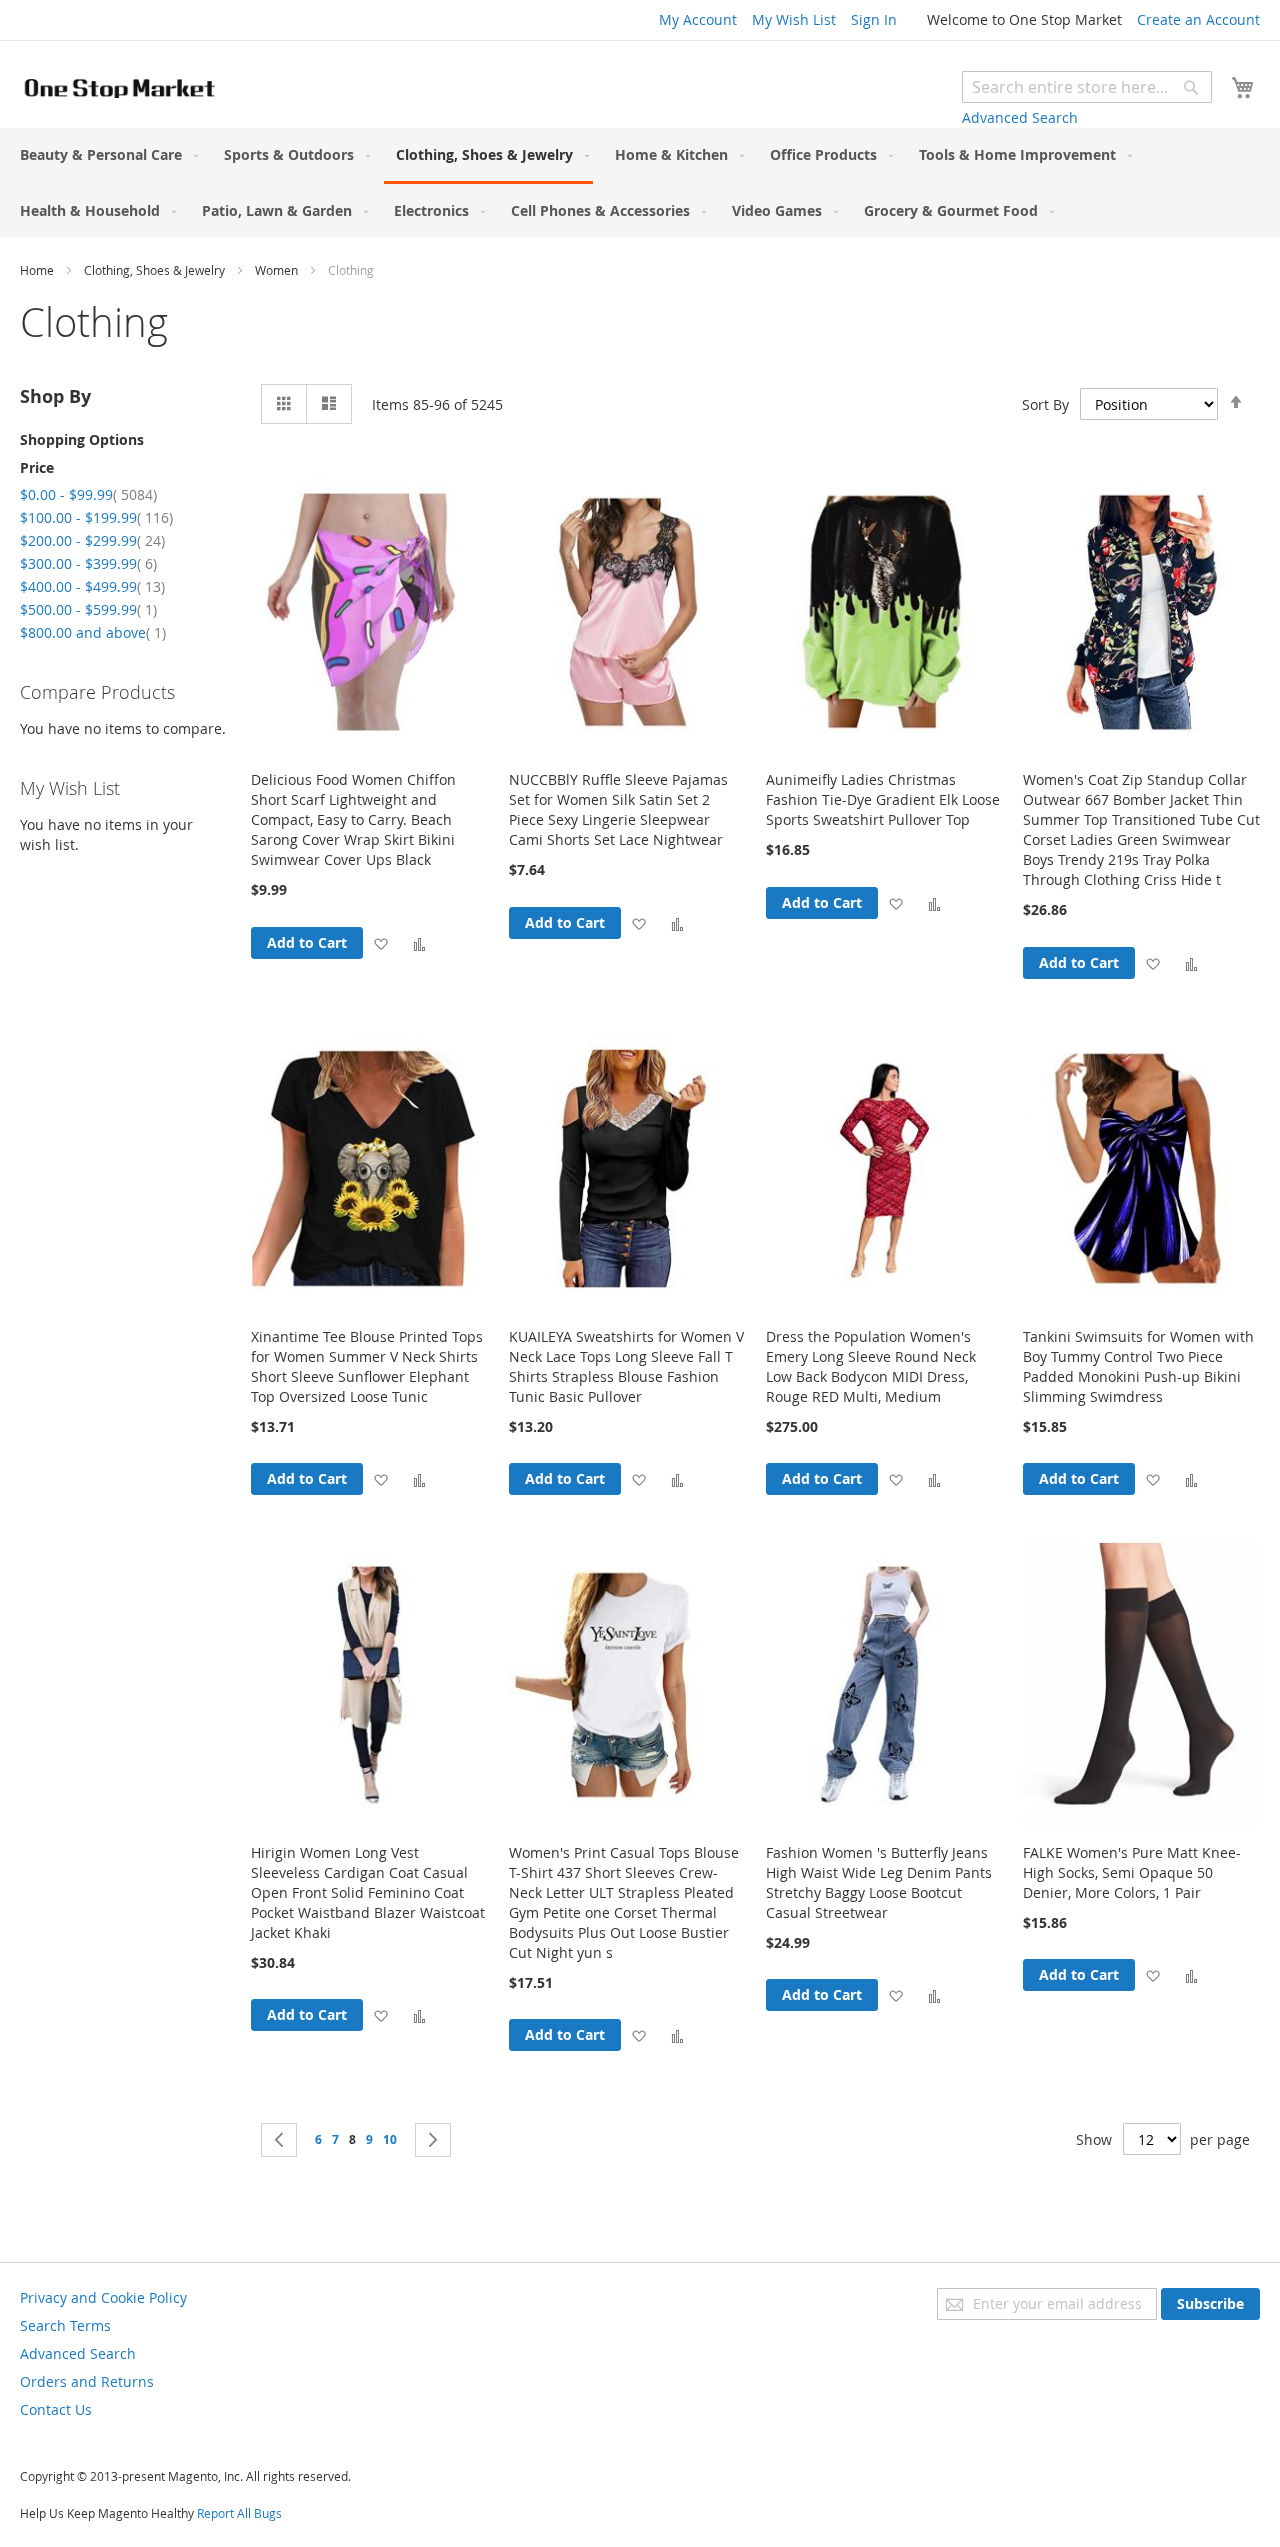 My Account My Wish List Sign In Welcome to One Stop Market Create an Account
One Stop Market
Search entire store here...
Advanced Search
Beauty & Personal Care Sports & Outdoors Clothing, Shoes & Jewelry Home & Kitchen Office Products Tools & Home Improvement
Health & Household Patio, Lawn & Garden Electronics Cell Phones & Accessories Video Games Grocery & Gourmet Food
Home Clothing, Shoes & Jewelry Women Clothing
Clothing
Shop By
Shopping Options
Price
$0.00 - $99.99( 5084)
$100.00 - $199.99( 116)
$200.00 - $299.99( 24)
$300.00 - $399.99( 6)
$400.00 - $499.99( 13)
$500.00 - $599.99( 1)
$800.00 and above( 1)
Compare Products
You have no items to compare.
My Wish List
You have no items in your
wish list.
Items 85-96 of 5245
Sort By Position
Delicious Food Women Chiffon
Short Scarf Lightweight and
Compact, Easy to Carry. Beach
Sarong Cover Wrap Skirt Bikini
Swimwear Cover Ups Black
$9.99
Add to Cart
NUCCBBlY Ruffle Sleeve Pajamas
Set for Women Silk Satin Set 2
Piece Sexy Lingerie Sleepwear
Cami Shorts Set Lace Nightwear
$7.64
Add to Cart
Aunimeifly Ladies Christmas
Fashion Tie-Dye Gradient Elk Loose
Sports Sweatshirt Pullover Top
$16.85
Add to Cart
Women's Coat Zip Standup Collar
Outwear 667 Bomber Jacket Thin
Summer Top Transitioned Tube Cut
Corset Ladies Green Swimwear
Boys Trendy 219s Tray Polka
Through Clothing Criss Hide t
$26.86
Add to Cart
Xinantime Tee Blouse Printed Tops
for Women Summer V Neck Shirts
Short Sleeve Sunflower Elephant
Top Oversized Loose Tunic
$13.71
Add to Cart
KUAILEYA Sweatshirts for Women V
Neck Lace Tops Long Sleeve Fall T
Shirts Strapless Blouse Fashion
Tunic Basic Pullover
$13.20
Add to Cart
Dress the Population Women's
Emery Long Sleeve Round Neck
Low Back Bodycon MIDI Dress,
Rouge RED Multi, Medium
$275.00
Add to Cart
Tankini Swimsuits for Women with
Boy Tummy Control Two Piece
Padded Monokini Push-up Bikini
Slimming Swimdress
$15.85
Add to Cart
YESAINTLOVE
Hirigin Women Long Vest
Sleeveless Cardigan Coat Casual
Open Front Solid Feminino Coat
Pocket Waistband Blazer Waistcoat
Jacket Khaki
$30.84
Add to Cart
Women's Print Casual Tops Blouse
T-Shirt 437 Short Sleeves Crew-
Neck Letter ULT Strapless Pleated
Gym Petite one Corset Thermal
Bodysuits Plus Out Loose Bustier
Cut Night yun s
$17.51
Add to Cart
Fashion Women 's Butterfly Jeans
High Waist Wide Leg Denim Pants
Stretchy Baggy Loose Bootcut
Casual Streetwear
$24.99
Add to Cart
FALKE Women's Pure Matt Knee-
High Socks, Semi Opaque 50
Denier, More Colors, 1 Pair
$15.86
Add to Cart
6 7 8 9 10
Show 12 per page
Privacy and Cookie Policy
Search Terms
Advanced Search
Orders and Returns
Contact Us
Enter your email address Subscribe
Copyright © 2013-present Magento, Inc. All rights reserved.
Help Us Keep Magento Healthy Report All Bugs